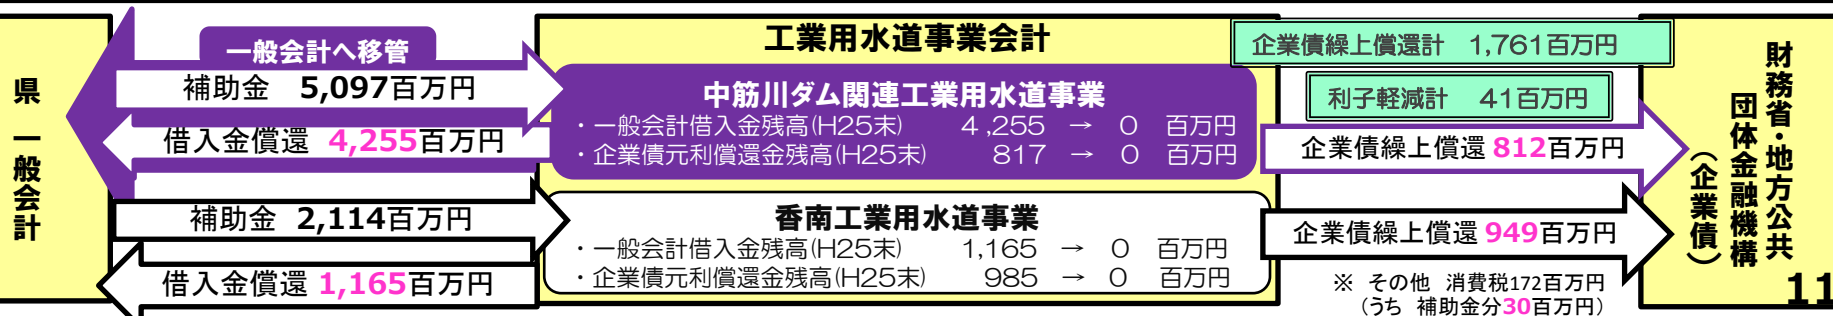 県 一般会計
一般会計へ移管
補助金 5,097百万円
借入金償還 4,255百万円
補助金 2,114百万円
借入金償還 1,165百万円
工業用水道事業会計
中筋川ダム関連工業用水道事業
・一般会計借入金残高(H25末) 4,255 → 0 百万円
・企業債元利償還金残高(H25末) 817 → 0 百万円
香南工業用水道事業
・一般会計借入金残高(H25末) 1,165 → 0 百万円
・企業債元利償還金残高(H25末) 985 → 0 百万円
企業債繰上償還計 1,761百万円
利子軽減計 41百万円
企業債繰上償還 812百万円
企業債繰上償還 949百万円
※ その他 消費税172百万円
(うち 補助金分30百万円)
財務省・地方公共
団体金融機構
(企業債)
11